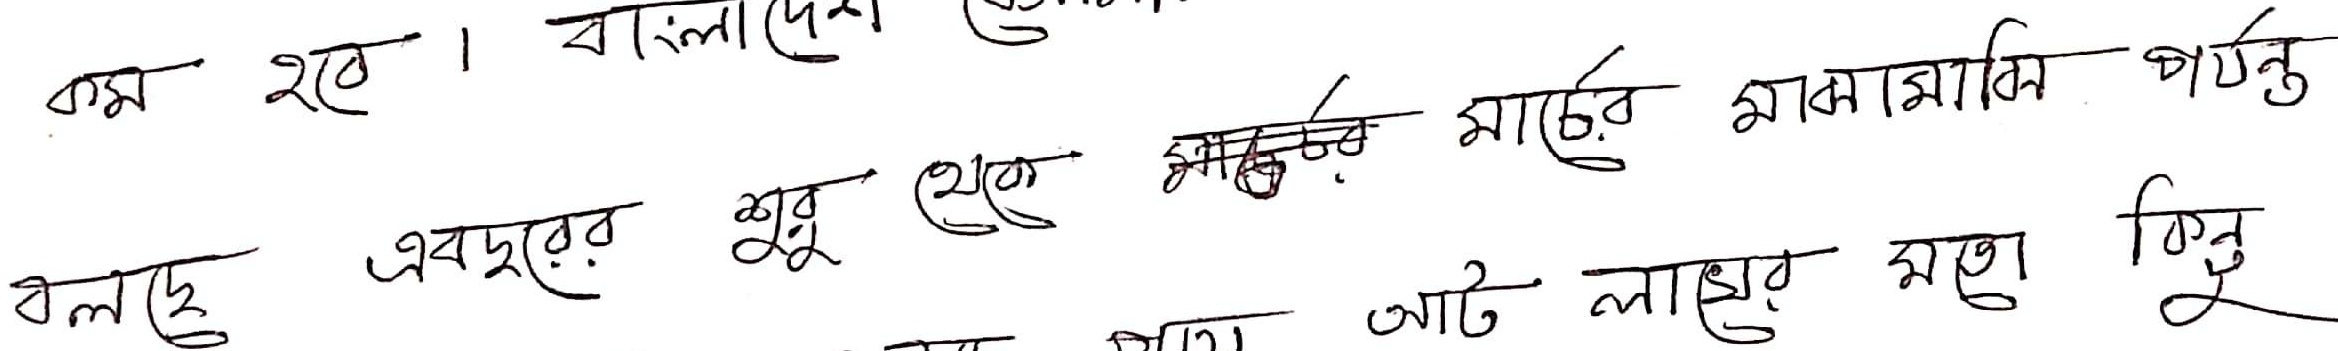 কম হবে। বাংলাদেশ
বলছে এবছরের শুরু থেকে মার্চের মাঝামাঝি পর্যন্ত
আট লাখের মতো কিন্তু